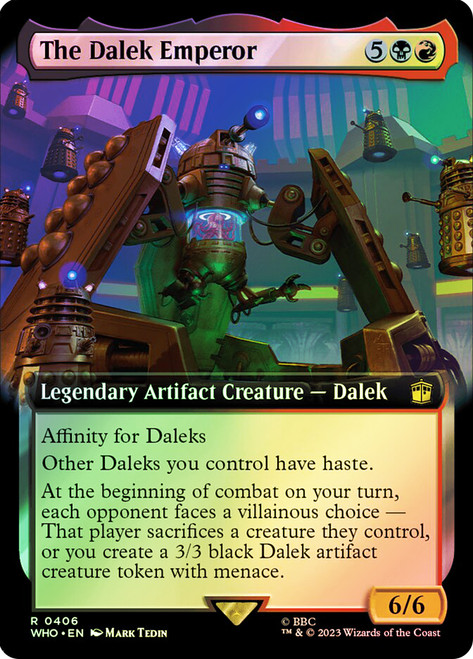 The Dalek Emperor 5
Legendary Artifact Creature — Dalek
Affinity for Daleks
Other Daleks you control have haste.
At the beginning of combat on your turn,
each opponent faces a villainous choice —
That player sacrifices a creature they control,
or you create a 3/3 black Dalek artifact
creature token with menace.
6/6
R 0406
WHO • EN Mark Tedin
© BBC
™ & © 2023 Wizards of the Coast